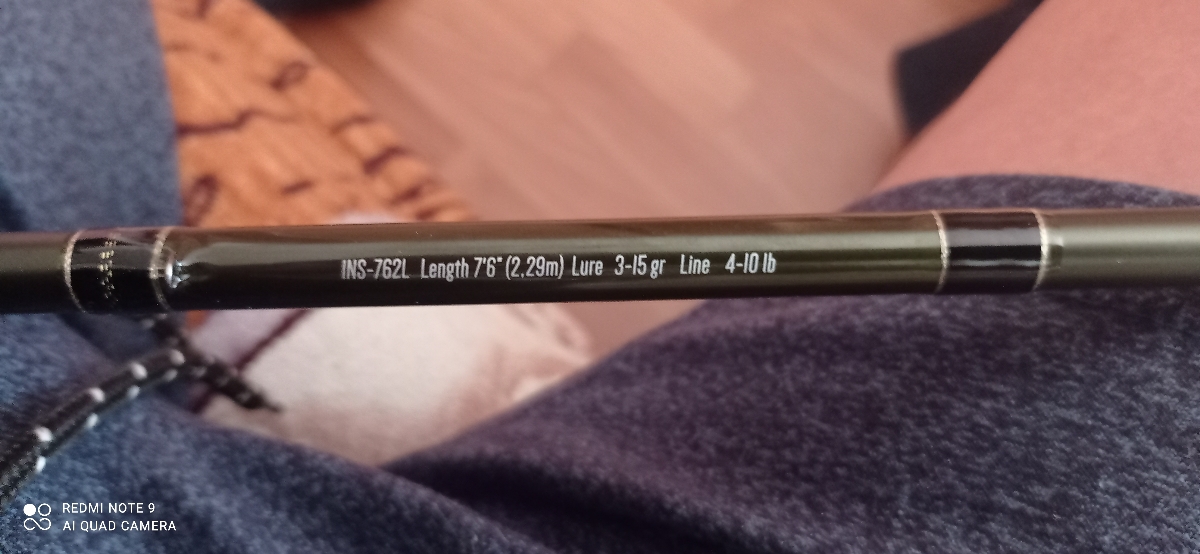 INS-762L Length 7'6" (2,29m) Lure 3-15 gr Line 4-10 lb
REDMI NOTE 9
AI QUAD CAMERA